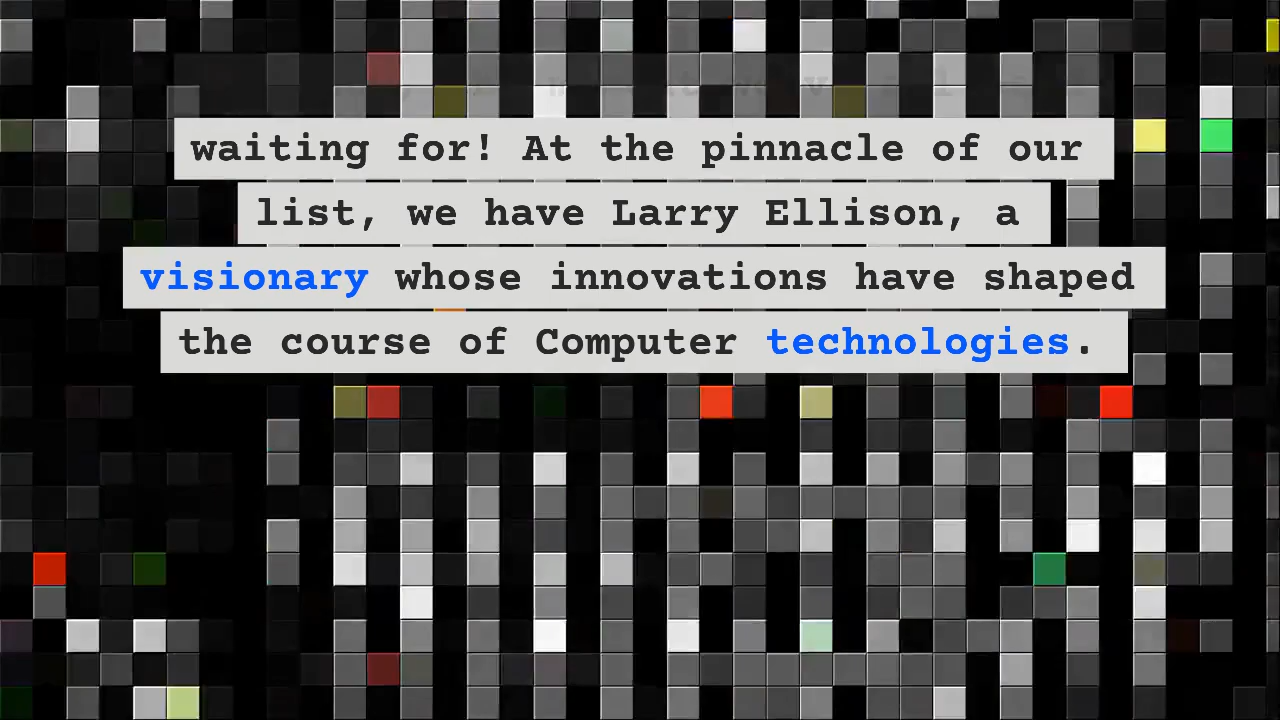 waiting for! At the pinnacle of our
list, we have Larry Ellison, a
visionary whose innovations have shaped
the course of Computer technologies.